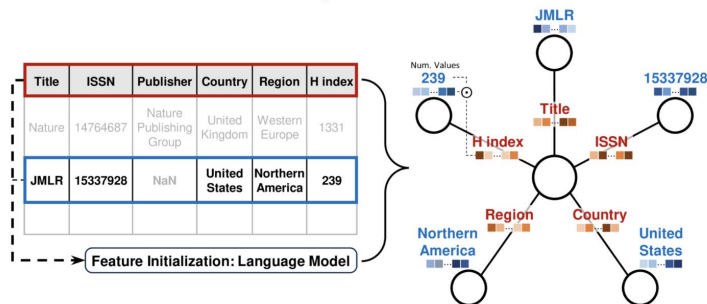 Title ISSN Publisher Country Region H index
Nature 14764687 Nature Publishing Group United Kingdom Western Europe 1331
JMLR 15337928 NaN United States Northern America 239
Feature Initialization: Language Model
JMLR
Num. Values
239
15337928
Title
H index
ISSN
Region
Country
Northern
America
United
States